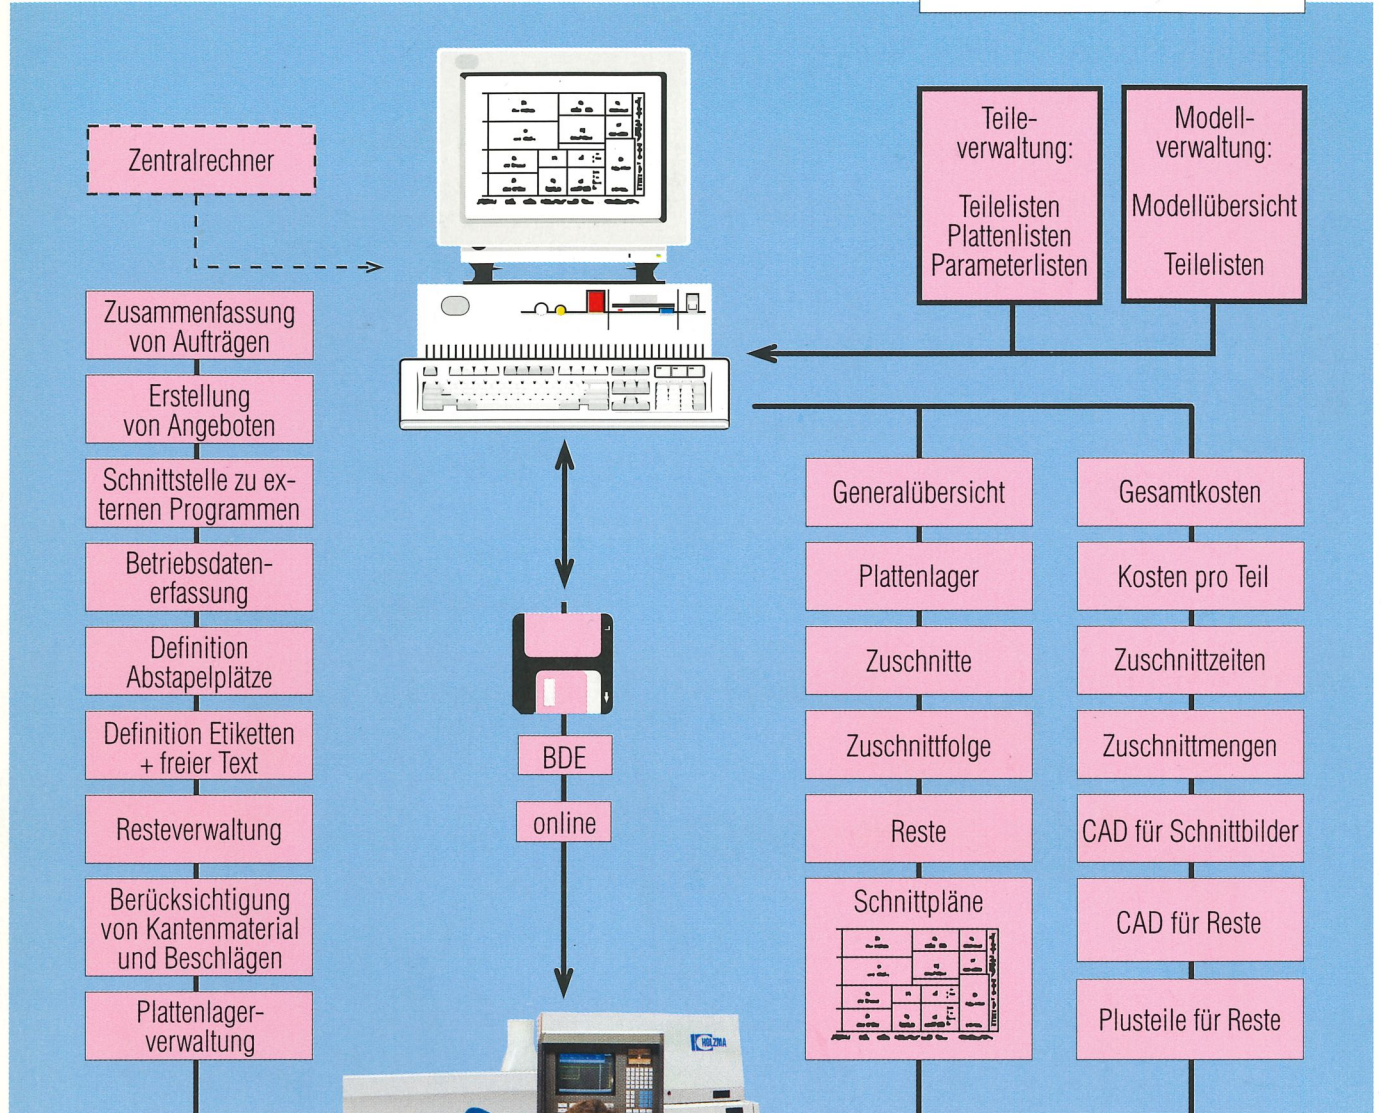 Zentralrechner
Zusammenfassung
von Aufträgen
Erstellung
von Angeboten
Schnittstelle zu ex-
ternen Programmen
Betriebsdaten-
erfassung
Definition
Abstapelplätze
Definition Etiketten
+ freier Text
Resteverwaltung
Berücksichtigung
von Kantenmaterial
und Beschlägen
Plattenlager-
verwaltung
BDE
online
HOLZMA
Teile-
verwaltung:
Teilelisten
Plattenlisten
Parameterlisten
Modell-
verwaltung:
Modellübersicht
Teilelisten
Generalübersicht
Plattenlager
Zuschnitte
Zuschnittfolge
Reste
Schnittpläne
Gesamtkosten
Kosten pro Teil
Zuschnittzeiten
Zuschnittmengen
CAD für Schnittbilder
CAD für Reste
Plusteile für Reste